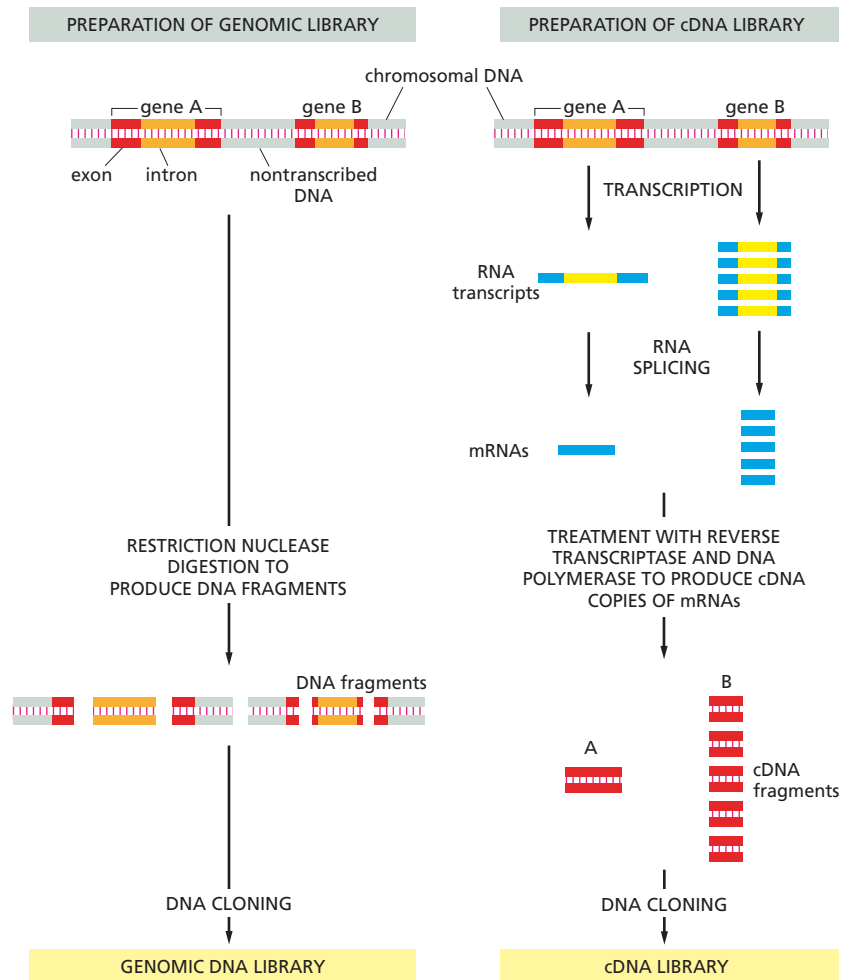 PREPARATION OF GENOMIC LIBRARY
chromosomal DNA
gene A
gene B
exon
intron
nontranscribed
DNA
RESTRICTION NUCLEASE
DIGESTION TO
PRODUCE DNA FRAGMENTS
DNA fragments
DNA CLONING
GENOMIC DNA LIBRARY
PREPARATION OF cDNA LIBRARY
gene A
gene B
TRANSCRIPTION
RNA
transcripts
RNA
SPLICING
mRNAs
TREATMENT WITH REVERSE
TRANSCRIPTASE AND DNA
POLYMERASE TO PRODUCE cDNA
COPIES OF mRNAs
B
A
cDNA
fragments
DNA CLONING
cDNA LIBRARY